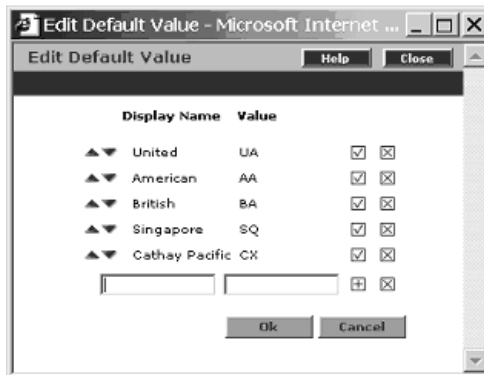 Edit Default Value - Microsoft Internet ...
Edit Default Value Help Close
Display Name Value
United UA
American AA
British BA
Singapore SQ
Cathay Pacific CX
Ok Cancel